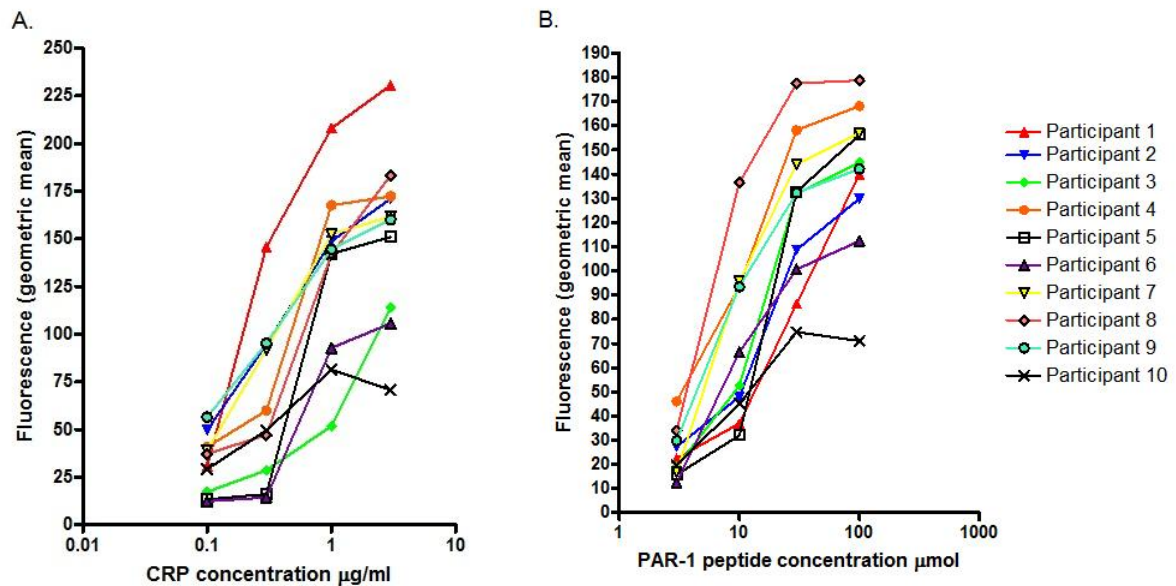 A.
250
225
200
175
150
125
100
75
50
25
0
0.01 0.1 1 10
Fluorescence (geometric mean)
CRP concentration μg/ml
B.
190
180
170
160
150
140
130
120
110
100
90
80
70
60
50
40
30
20
10
0
1 10 100 1000
Fluorescence (geometric mean)
PAR-1 peptide concentration μmol
Participant 1
Participant 2
Participant 3
Participant 4
Participant 5
Participant 6
Participant 7
Participant 8
Participant 9
Participant 10